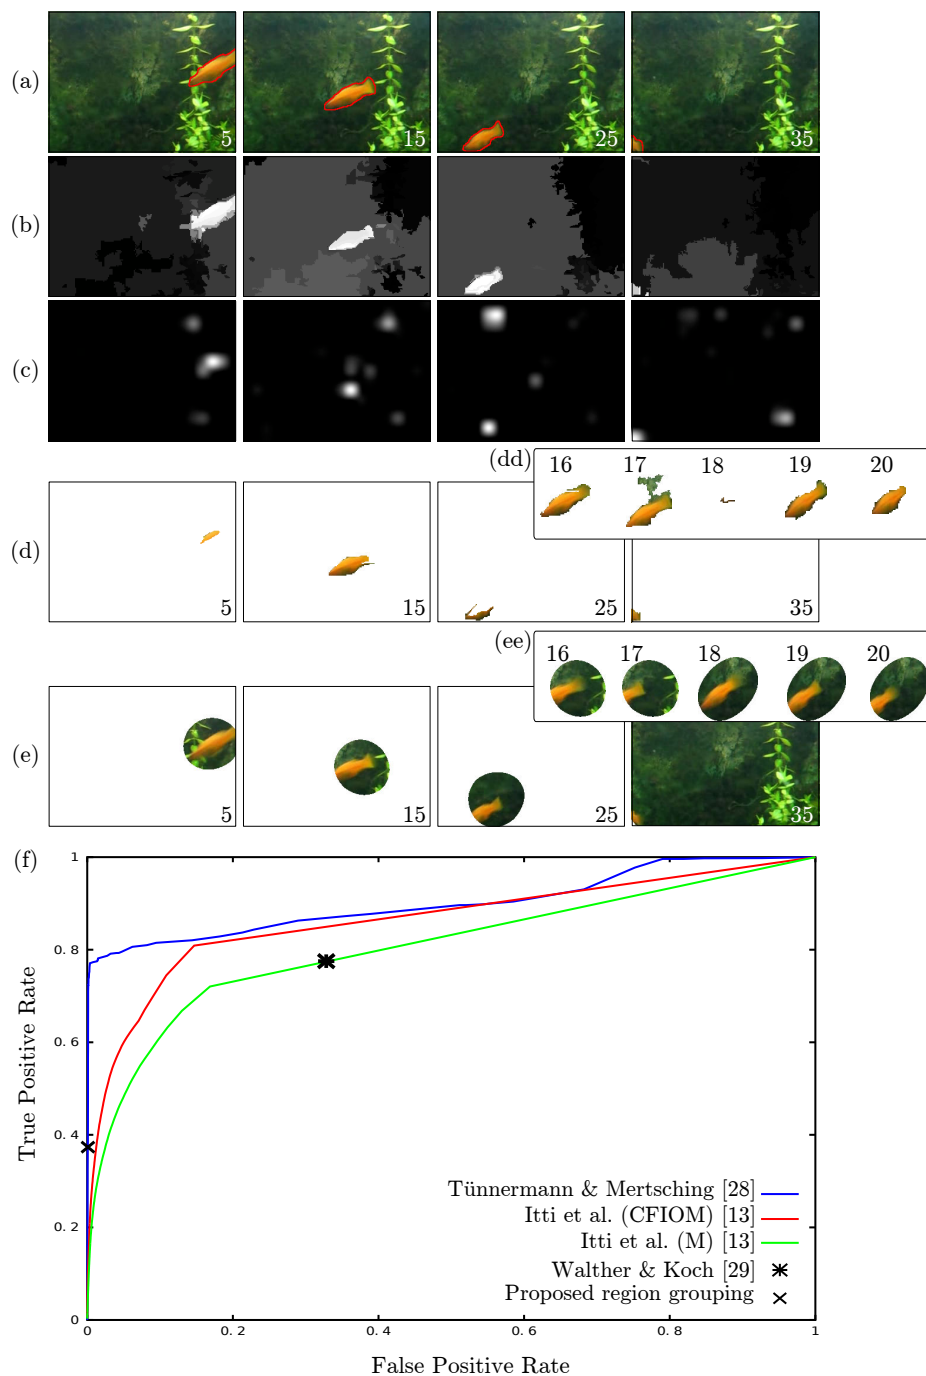 (a)
5
15
25
35
(b)
(c)
(dd)
16 17 18 19 20
(d)
5
15
25
35
(ee)
16 17 18 19 20
(e)
5
15
25
35
(f)
1
0.8
0.6
0.4
0.2
0
True Positive Rate
Tünnermann & Mertsching [28]
Itti et al. (CFIOM) [13]
Itti et al. (M) [13]
Walther & Koch [29]
Proposed region grouping
0 0.2 0.4 0.6 0.8 1
False Positive Rate